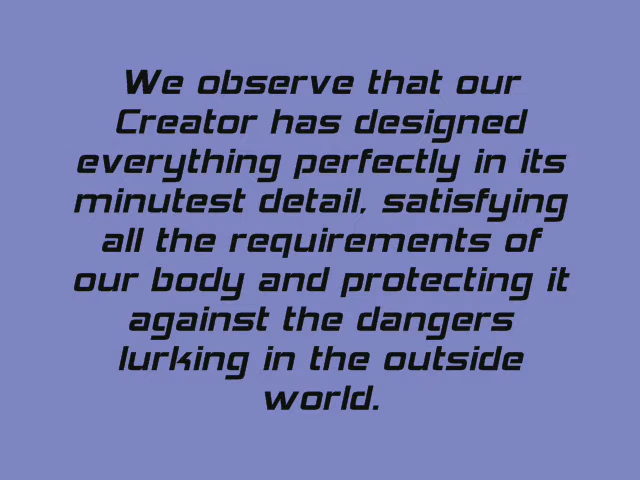 We observe that our
Creator has designed
everything perfectly in its
minutest detail, satisfying
all the requirements of
our body and protecting it
against the dangers
lurking in the outside
world.